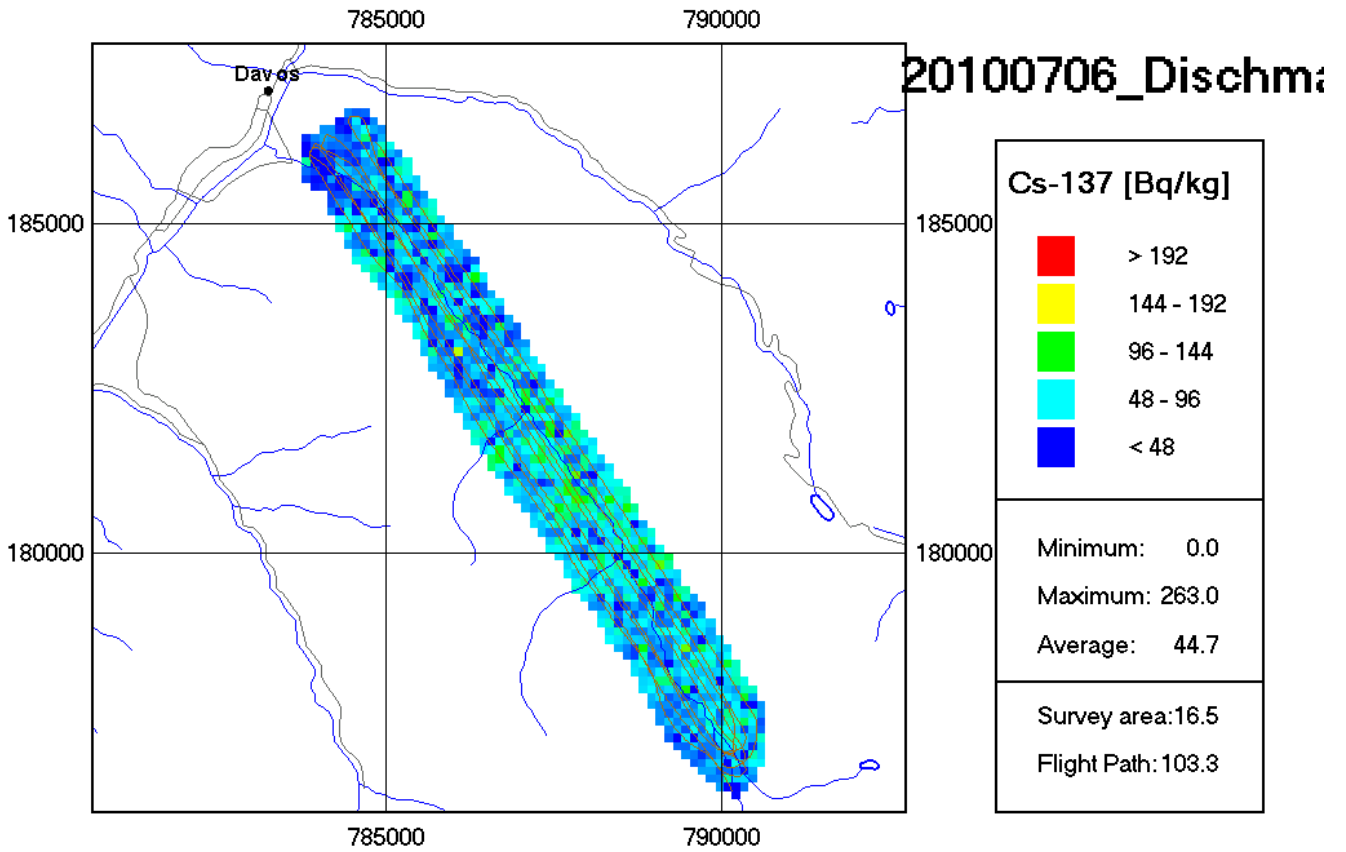 785000 790000
Davos
20100706_Dischma
Cs-137 [Bq/kg]
> 192
144 - 192
96 - 144
48 - 96
< 48
185000 185000
180000 180000
Minimum: 0.0
Maximum: 263.0
Average: 44.7
Survey area:16.5
Flight Path:103.3
785000 790000